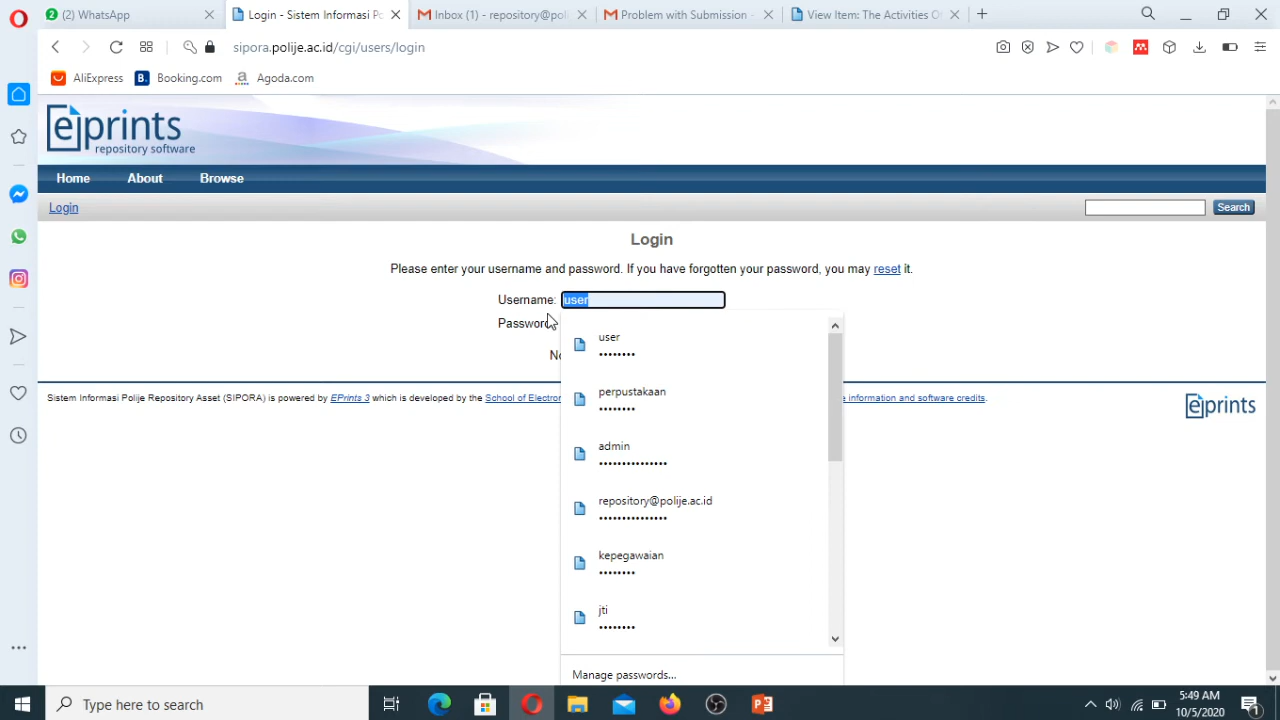 (2) WhatsApp
Login - Sistem Informasi Po
Inbox (1) - repository@poli
Problem with Submission -
View Item: The Activities Of
sipora.polije.ac.id/cgi/users/login
AliExpress
Booking.com
Agoda.com
eprints
repository software
Home
About
Browse
Login
Search
Login
Please enter your username and password. If you have forgotten your password, you may reset it.
Username: user
Password
No
user
••••••••
perpustakaan
••••••••
admin
•••••••••••••••
repository@polije.ac.id
•••••••••••••••
kepegawaian
••••••••
jti
••••••••
Manage passwords...
Sistem Informasi Polije Repository Asset (SIPORA) is powered by EPrints 3 which is developed by the School of Electron
e information and software credits.
eprints
Type here to search
5:49 AM
10/5/2020